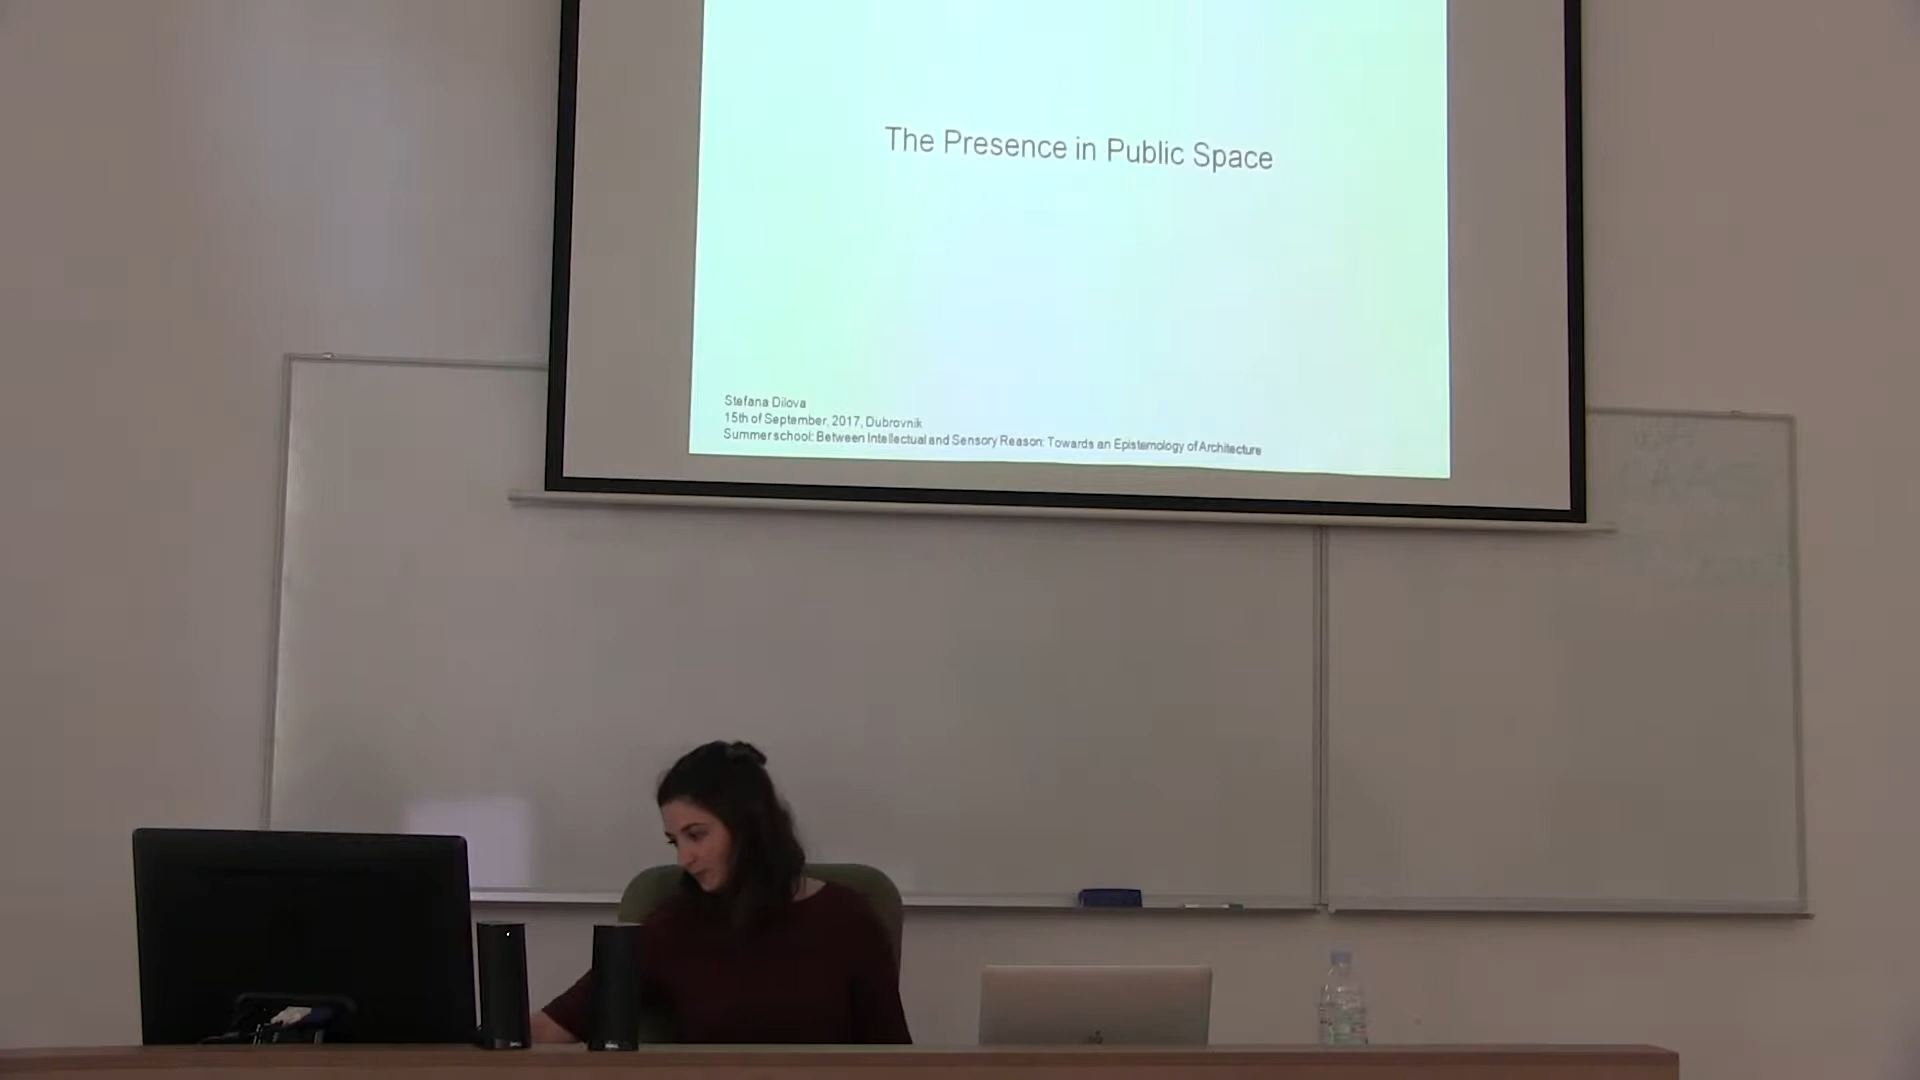 The Presence in Public Space
Stefana Dilova
15th of September, 2017, Dubrovnik
Summer school: Between Intellectual and Sensory Reason: Towards an Epistemology of Architecture